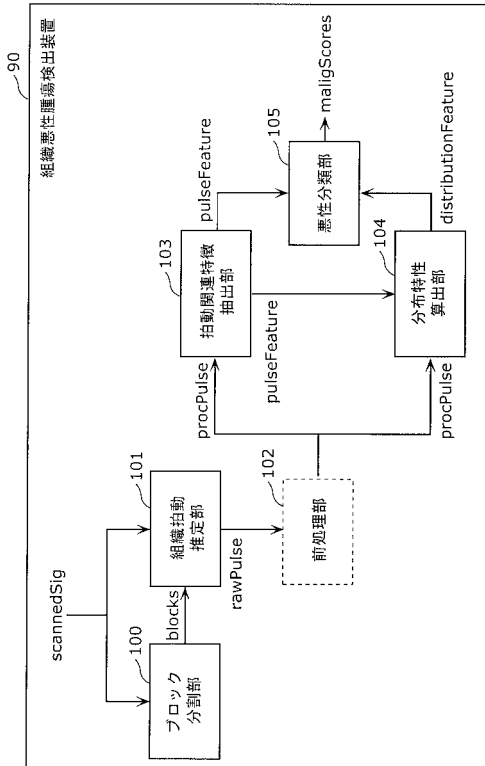 90
組織悪性腫瘍検出装置
scannedSig
100
ブロック
分割部
blocks
101
組織拍動
推定部
rawPulse
102
前処理部
procPulse
procPulse
103
拍動関連特徴
抽出部
pulseFeature
pulseFeature
104
分布特性
算出部
distributionFeature
105
悪性分類部
maligScores